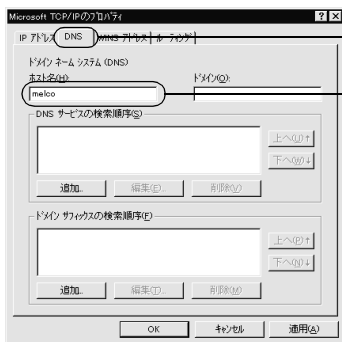 Microsoft TCP/IPのﾌﾟﾛﾊﾟﾃｨ
IP ｱﾄﾞﾚｽ DNS WINS ｱﾄﾞﾚｽ ﾙｰﾃｨﾝｸﾞ
ﾄﾞﾒｲﾝ ﾈｰﾑ ｼｽﾃﾑ (DNS)
ﾎｽﾄ名(H): ﾄﾞﾒｲﾝ(O):
melco
DNS ｻｰﾋﾞｽの検索順序(S)
上へ(U)↑
下へ(W)↓
追加... 編集(E)... 削除(V)
ﾄﾞﾒｲﾝ ｻﾌｨｯｸｽの検索順序(F)
上へ(P)↑
下へ(N)↓
追加... 編集(T)... 削除(M)
OK ｷｬﾝｾﾙ 適用(A)